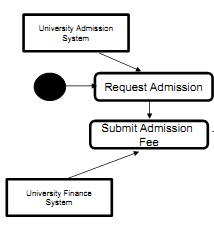 University Admission
System
Request Admission
Submit Admission
Fee
University Finance
System